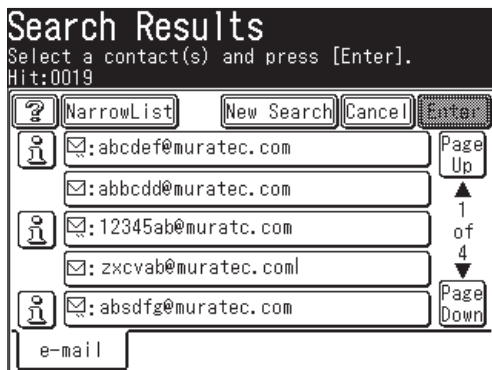 Search Results
Select a contact(s) and press [Enter].
Hit:0019
? NarrowList New Search Cancel Enter
i :abcdef@muratec.com Page Up
:abbcdd@muratec.com
i :12345ab@muratc.com 1 of 4
: zxcvab@muratec.coml
i :absdfg@muratec.com Page Down
e-mail